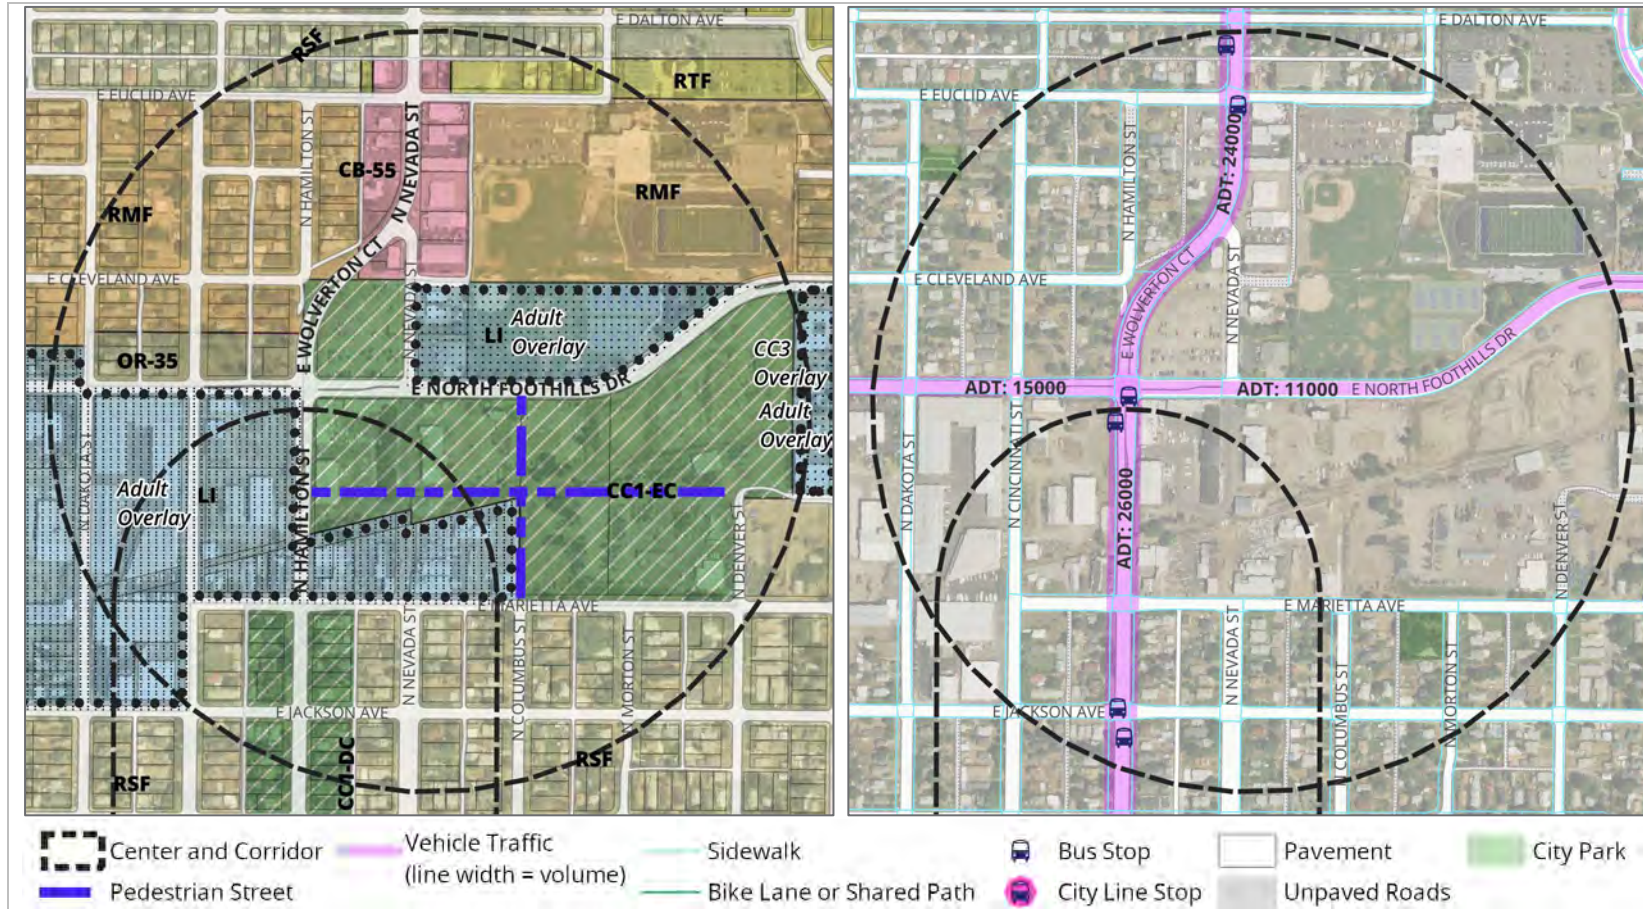 E DALTON AVE
RSF
RTF
E EUCLID AVE
N HAMILTON ST
N NEVADA ST
CB-55
RMF
RMF
E WOLVERTON CT
E CLEVELAND AVE
N NEVADA ST
LI
Adult
Overlay
CC3
Overlay
Adult
Overlay
OR-35
E NORTH FOOTHILLS DR
N DAKOTA ST
Adult
Overlay
LI
N HAMILTON ST
CC1-EC
N DENVER ST
E MARIETTA AVE
N NEVADA ST
N COLUMBUS ST
N MORTON ST
E JACKSON AVE
CC1-DC
RSF
RSF
E DALTON AVE
E EUCLID AVE
ADT: 24000
N HAMILTON ST
E CLEVELAND AVE
E WOLVERTON CT
N NEVADA ST
ADT: 15000
ADT: 11000
E NORTH FOOTHILLS DR
N DAKOTA ST
N CINCINNATI ST
ADT: 26000
N DENVER ST
E MARIETTA AVE
N NEVADA ST
N COLUMBUS ST
N MORTON ST
E JACKSON AVE
Center and Corridor
Vehicle Traffic
(line width = volume)
Sidewalk
Bus Stop
Pavement
City Park
Pedestrian Street
Bike Lane or Shared Path
City Line Stop
Unpaved Roads